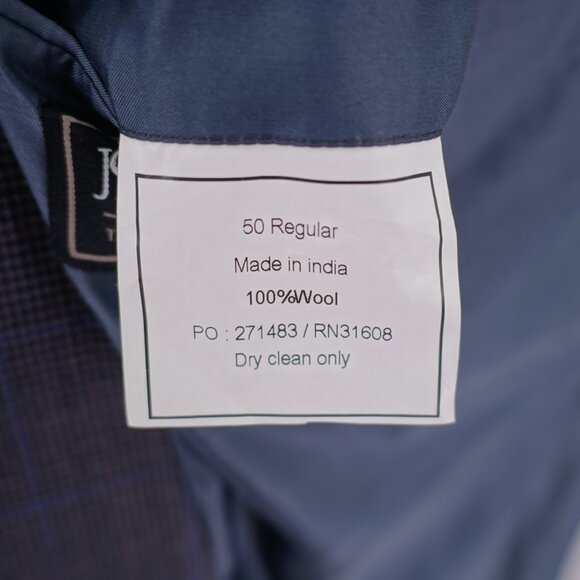 50 Regular
Made in india
100%Wool
PO : 271483 / RN31608
Dry clean only